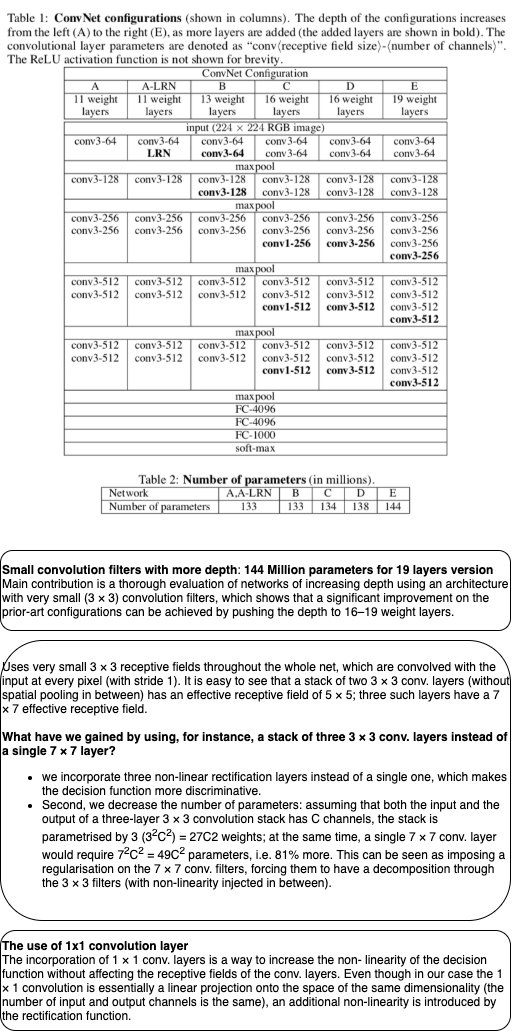 Table 1: ConvNet configurations (shown in columns). The depth of the configurations increases
from the left (A) to the right (E), as more layers are added (the added layers are shown in bold). The
convolutional layer parameters are denoted as “conv⟨receptive field size⟩-⟨number of channels⟩”.
The ReLU activation function is not shown for brevity.
ConvNet Configuration
A A-LRN B C D E
11 weight 11 weight 13 weight 16 weight 16 weight 19 weight
layers layers layers layers layers layers
input (224 × 224 RGB image)
conv3-64 conv3-64 conv3-64 conv3-64 conv3-64 conv3-64
LRN conv3-64 conv3-64 conv3-64 conv3-64
maxpool
conv3-128 conv3-128 conv3-128 conv3-128 conv3-128 conv3-128
conv3-128 conv3-128 conv3-128 conv3-128
maxpool
conv3-256 conv3-256 conv3-256 conv3-256 conv3-256 conv3-256
conv3-256 conv3-256 conv3-256 conv3-256 conv3-256 conv3-256
conv1-256 conv3-256 conv3-256
conv3-256
maxpool
conv3-512 conv3-512 conv3-512 conv3-512 conv3-512 conv3-512
conv3-512 conv3-512 conv3-512 conv3-512 conv3-512 conv3-512
conv1-512 conv3-512 conv3-512
conv3-512
maxpool
conv3-512 conv3-512 conv3-512 conv3-512 conv3-512 conv3-512
conv3-512 conv3-512 conv3-512 conv3-512 conv3-512 conv3-512
conv1-512 conv3-512 conv3-512
conv3-512
maxpool
FC-4096
FC-4096
FC-1000
soft-max
Table 2: Number of parameters (in millions).
Network A,A-LRN B C D E
Number of parameters 133 133 134 138 144
Small convolution filters with more depth: 144 Million parameters for 19 layers version
Main contribution is a thorough evaluation of networks of increasing depth using an architecture
with very small (3 × 3) convolution filters, which shows that a significant improvement on the
prior-art configurations can be achieved by pushing the depth to 16–19 weight layers.
Uses very small 3 × 3 receptive fields throughout the whole net, which are convolved with the
input at every pixel (with stride 1). It is easy to see that a stack of two 3 × 3 conv. layers (without
spatial pooling in between) has an effective receptive field of 5 × 5; three such layers have a 7
× 7 effective receptive field.
What have we gained by using, for instance, a stack of three 3 × 3 conv. layers instead of
a single 7 × 7 layer?
• we incorporate three non-linear rectification layers instead of a single one, which makes
the decision function more discriminative.
• Second, we decrease the number of parameters: assuming that both the input and the
output of a three-layer 3 × 3 convolution stack has C channels, the stack is
parametrised by 3 (3²C²) = 27C2 weights; at the same time, a single 7 × 7 conv. layer
would require 7²C² = 49C² parameters, i.e. 81% more. This can be seen as imposing a
regularisation on the 7 × 7 conv. filters, forcing them to have a decomposition through
the 3 × 3 filters (with non-linearity injected in between).
The use of 1x1 convolution layer
The incorporation of 1 × 1 conv. layers is a way to increase the non- linearity of the decision
function without affecting the receptive fields of the conv. layers. Even though in our case the 1
× 1 convolution is essentially a linear projection onto the space of the same dimensionality (the
number of input and output channels is the same), an additional non-linearity is introduced by
the rectification function.